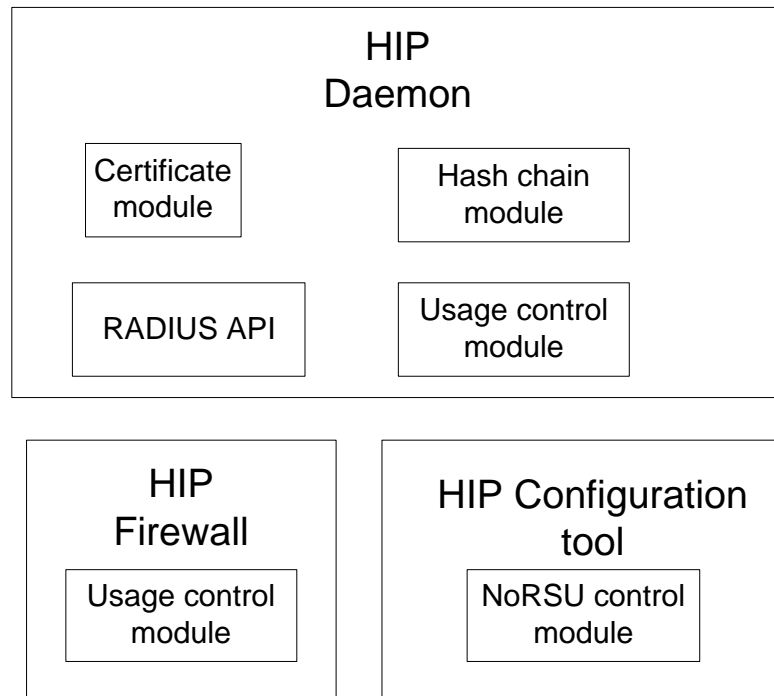 HIP
Daemon
Certificate
module
Hash chain
module
RADIUS API
Usage control
module
HIP
Firewall
Usage control
module
HIP Configuration
tool
NoRSU control
module